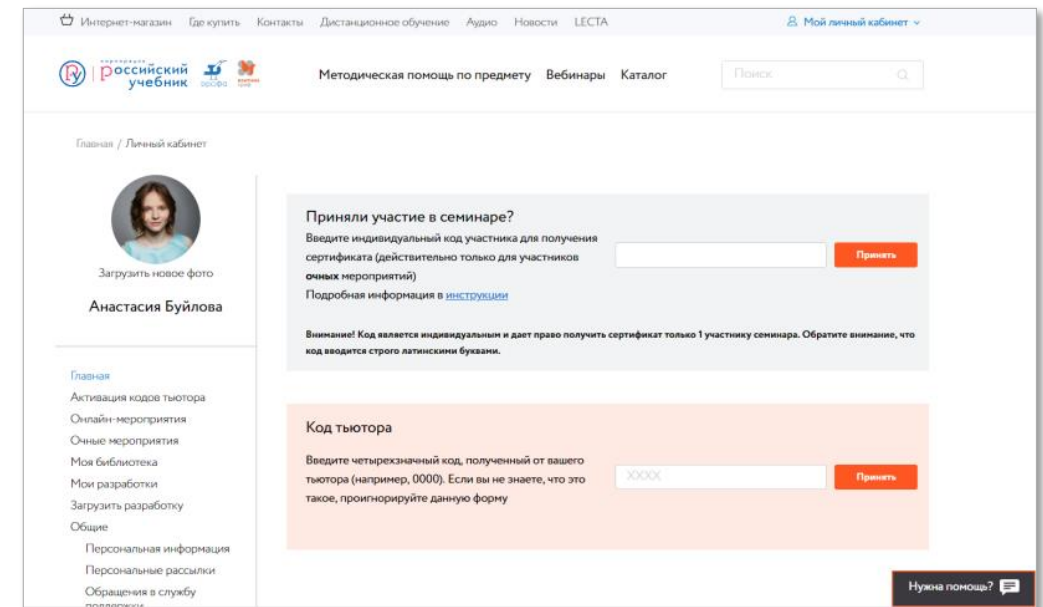 Интернет-магазин Где купить Контакты Дистанционное обучение Аудио Новости LECTA Мой личный кабинет
корпорация
российский
учебник
Методическая помощь по предмету Вебинары Каталог Поиск
Главная / Личный кабинет
Загрузить новое фото
Анастасия Буйлова
Главная
Активация кодов тьютора
Онлайн-мероприятия
Очные мероприятия
Моя библиотека
Мои разработки
Загрузить разработку
Общие
Персональная информация
Персональные рассылки
Обращения в службу
поддержки
Приняли участие в семинаре?
Введите индивидуальный код участника для получения
сертификата (действительно только для участников
очных мероприятий)
Подробная информация в инструкции
Принять
Внимание! Код является индивидуальным и дает право получить сертификат только 1 участнику семинара. Обратите внимание, что
код вводится строго латинскими буквами.
Код тьютора
Введите четырехзначный код, полученный от вашего
тьютора (например, 0000). Если вы не знаете, что это
такое, проигнорируйте данную форму
XXXX
Принять
Нужна помощь?